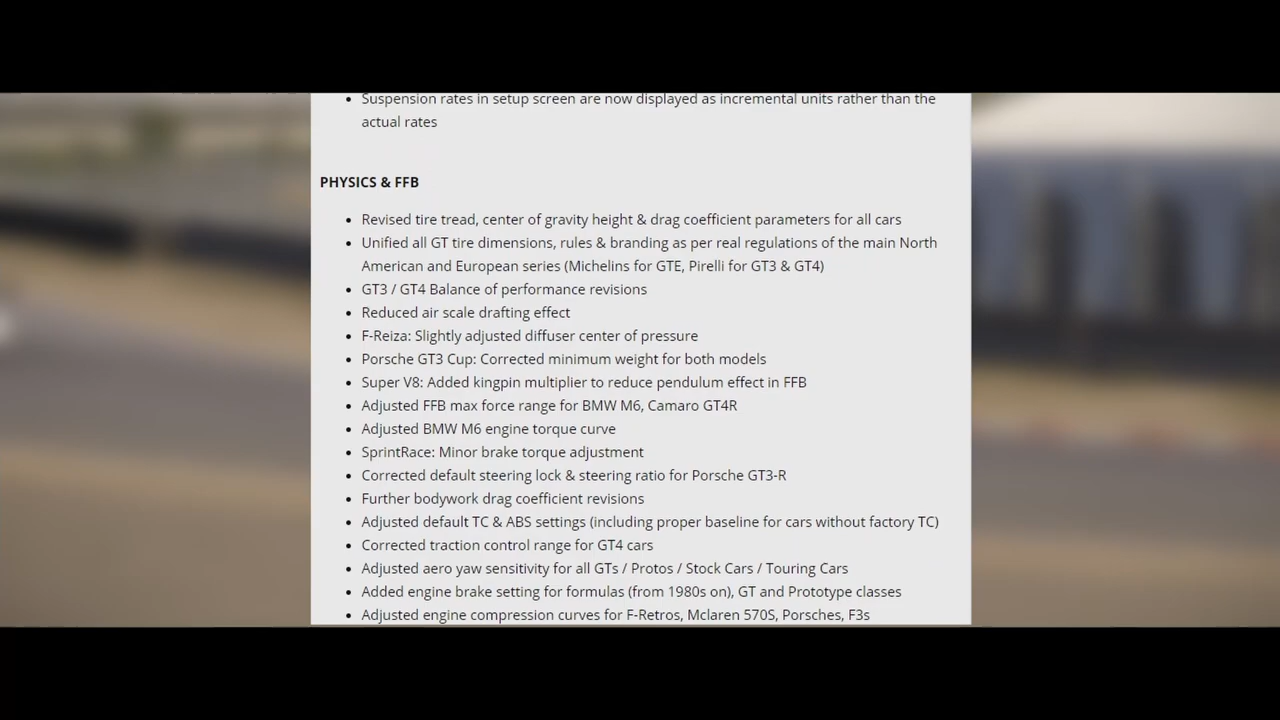 • Suspension rates in setup screen are now displayed as incremental units rather than the
actual rates
PHYSICS & FFB
• Revised tire tread, center of gravity height & drag coefficient parameters for all cars
• Unified all GT tire dimensions, rules & branding as per real regulations of the main North
American and European series (Michelins for GTE, Pirelli for GT3 & GT4)
• GT3 / GT4 Balance of performance revisions
• Reduced air scale drafting effect
• F-Reiza: Slightly adjusted diffuser center of pressure
• Porsche GT3 Cup: Corrected minimum weight for both models
• Super V8: Added kingpin multiplier to reduce pendulum effect in FFB
• Adjusted FFB max force range for BMW M6, Camaro GT4R
• Adjusted BMW M6 engine torque curve
• SprintRace: Minor brake torque adjustment
• Corrected default steering lock & steering ratio for Porsche GT3-R
• Further bodywork drag coefficient revisions
• Adjusted default TC & ABS settings (including proper baseline for cars without factory TC)
• Corrected traction control range for GT4 cars
• Adjusted aero yaw sensitivity for all GTs / Protos / Stock Cars / Touring Cars
• Added engine brake setting for formulas (from 1980s on), GT and Prototype classes
• Adjusted engine compression curves for F-Retros, Mclaren 570S, Porsches, F3s